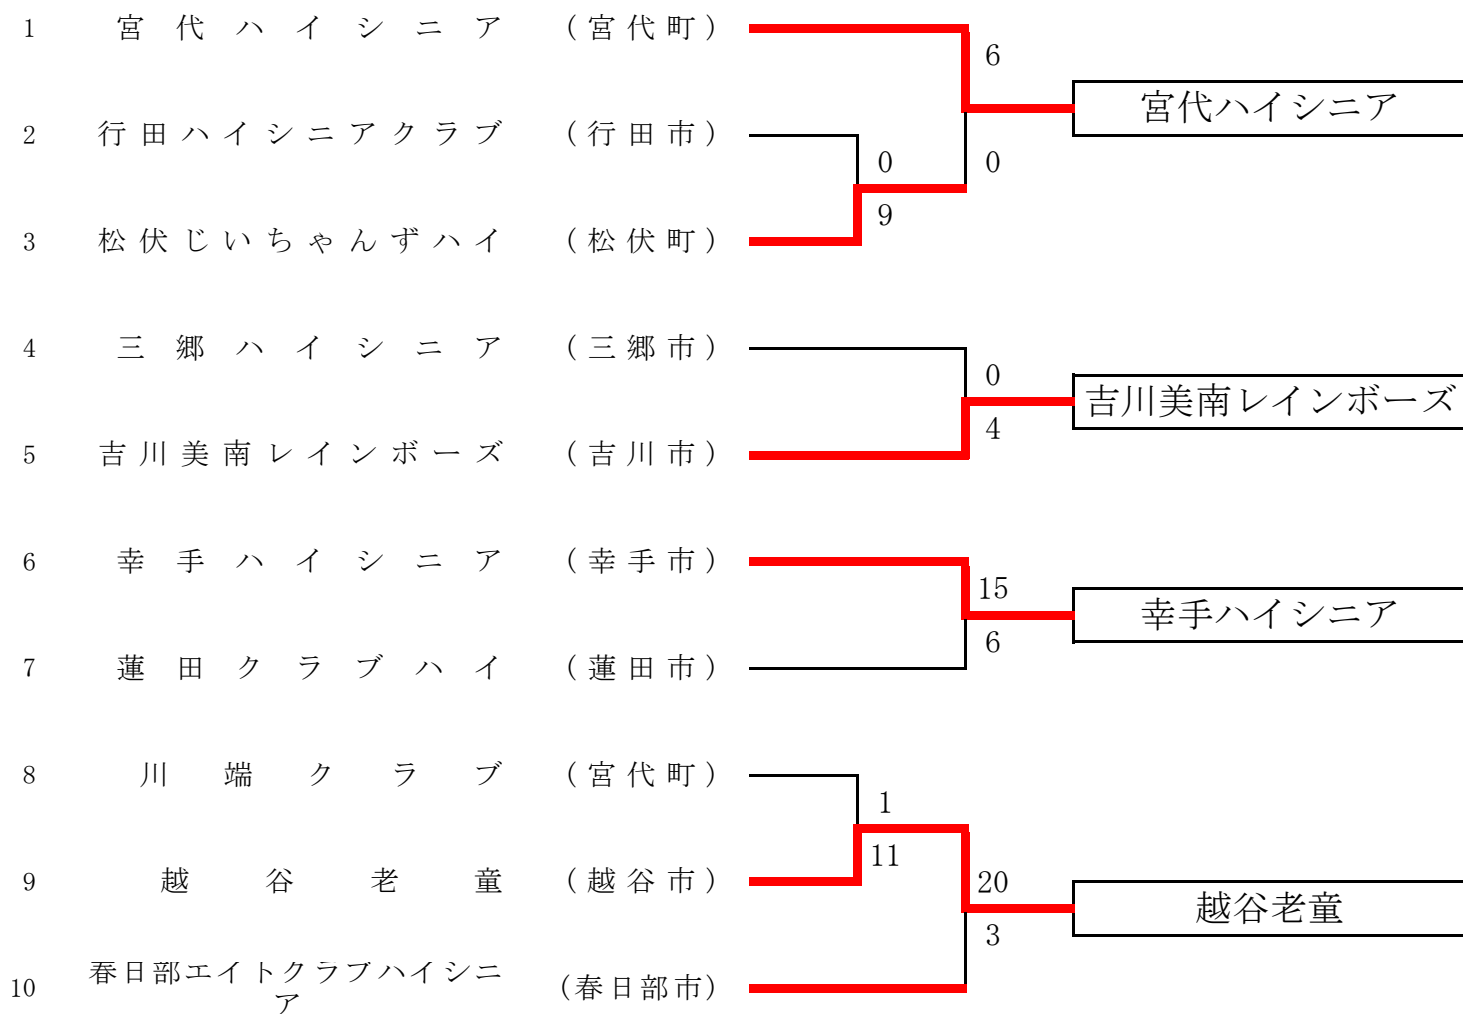 1 宮代ハイシニア (宮代町)
6
宮代ハイシニア
2 行田ハイシニアクラブ (行田市)
0
0
9
3 松伏じいちゃんずハイ (松伏町)
4 三郷ハイシニア (三郷市)
0
吉川美南レインボーズ
4
5 吉川美南レインボーズ (吉川市)
6 幸手ハイシニア (幸手市)
15
幸手ハイシニア
6
7 蓮田クラブハイ (蓮田市)
8 川端クラブ (宮代町)
1
11
9 越谷老童 (越谷市)
20
越谷老童
3
10 春日部エイトクラブハイシニ
ア (春日部市)